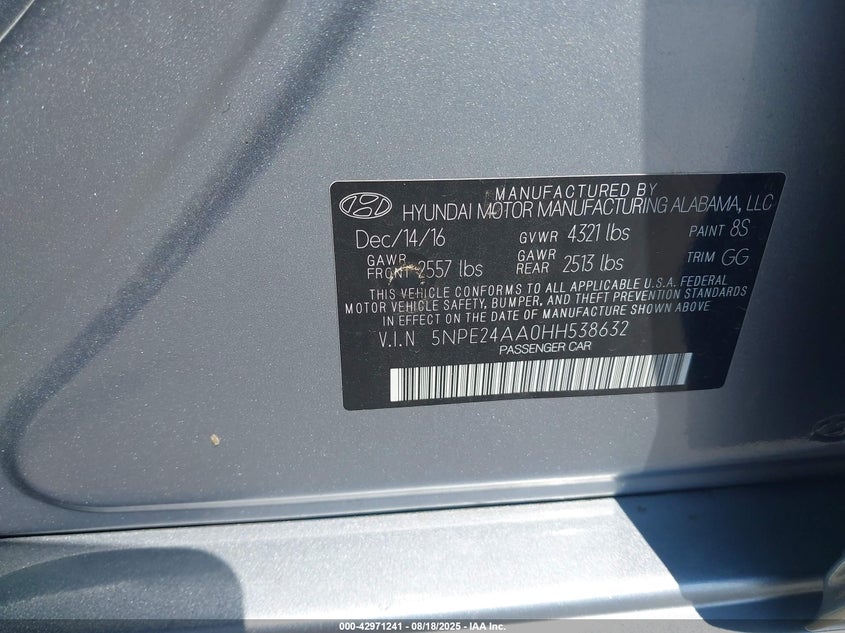 MANUFACTURED BY
HYUNDAI MOTOR MANUFACTURING ALABAMA, LLC
Dec/14/16 GVWR 4321 lbs PAINT 8S
GAWR FRONT 2557 lbs GAWR REAR 2513 lbs TRIM GG
THIS VEHICLE CONFORMS TO ALL APPLICABLE U.S.A. FEDERAL
MOTOR VEHICLE SAFETY, BUMPER, AND THEFT PREVENTION STANDARDS
IN EFFECT ON THE DATE OF MANUFACTURE SHOWN ABOVE
V.I.N 5NPE24AA0HH538632
PASSENGER CAR
000-42971241 - 08/18/2025 - IAA Inc.